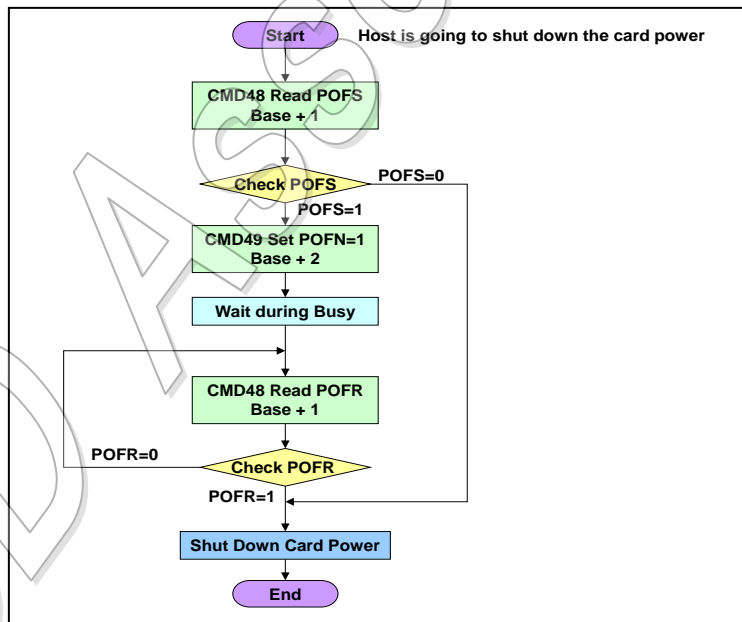 Start
Host is going to shut down the card power
CMD48 Read POFS
Base + 1
Check POFS
POFS=0
POFS=1
CMD49 Set POFN=1
Base + 2
Wait during Busy
CMD48 Read POFR
Base + 1
POFR=0
Check POFR
POFR=1
Shut Down Card Power
End